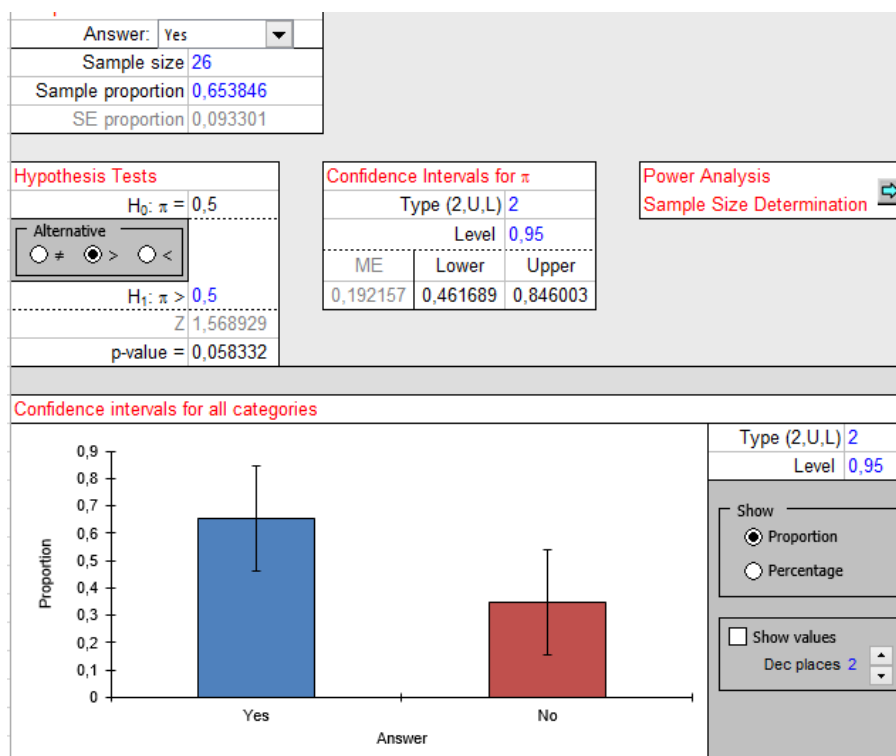 Answer: Yes
Sample size 26
Sample proportion 0,653846
SE proportion 0,093301
Hypothesis Tests
H₀: π = 0,5
Alternative
≠ > <
H₁: π > 0,5
Z 1,568929
p-value = 0,058332
Confidence Intervals for π
Type (2,U,L) 2
Level 0,95
ME Lower Upper
0,192157 0,461689 0,846003
Power Analysis
Sample Size Determination
Confidence intervals for all categories
0,9
0,8
0,7
0,6
0,5
0,4
0,3
0,2
0,1
0
Proportion
Yes No
Answer
Type (2,U,L) 2
Level 0,95
Show
Proportion
Percentage
Show values
Dec places 2